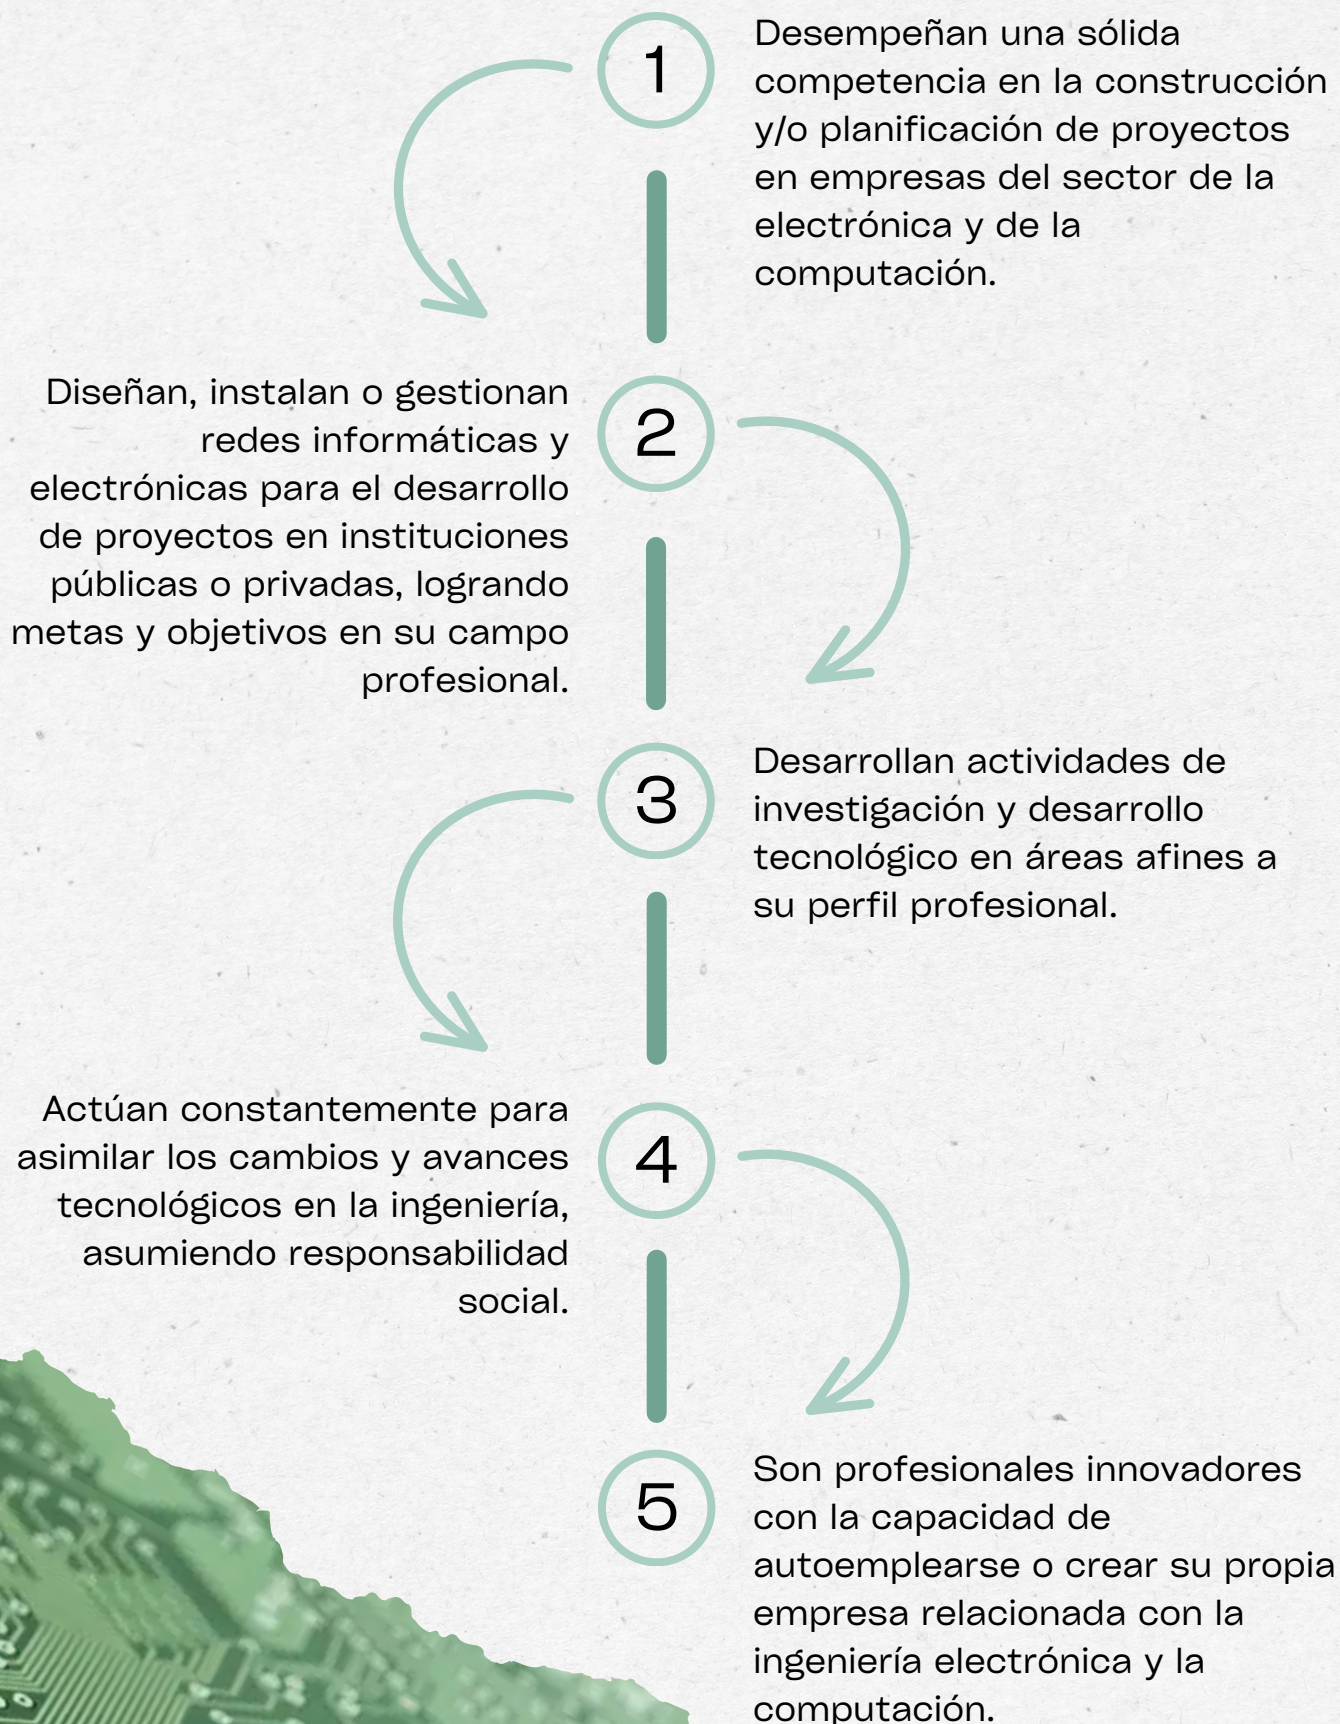 1
Desempeñan una sólida
competencia en la construcción
y/o planificación de proyectos
en empresas del sector de la
electrónica y de la
computación.
2
Diseñan, instalan o gestionan
redes informáticas y
electrónicas para el desarrollo
de proyectos en instituciones
públicas o privadas, logrando
metas y objetivos en su campo
profesional.
3
Desarrollan actividades de
investigación y desarrollo
tecnológico en áreas afines a
su perfil profesional.
4
Actúan constantemente para
asimilar los cambios y avances
tecnológicos en la ingeniería,
asumiendo responsabilidad
social.
5
Son profesionales innovadores
con la capacidad de
autoemplearse o crear su propia
empresa relacionada con la
ingeniería electrónica y la
computación.